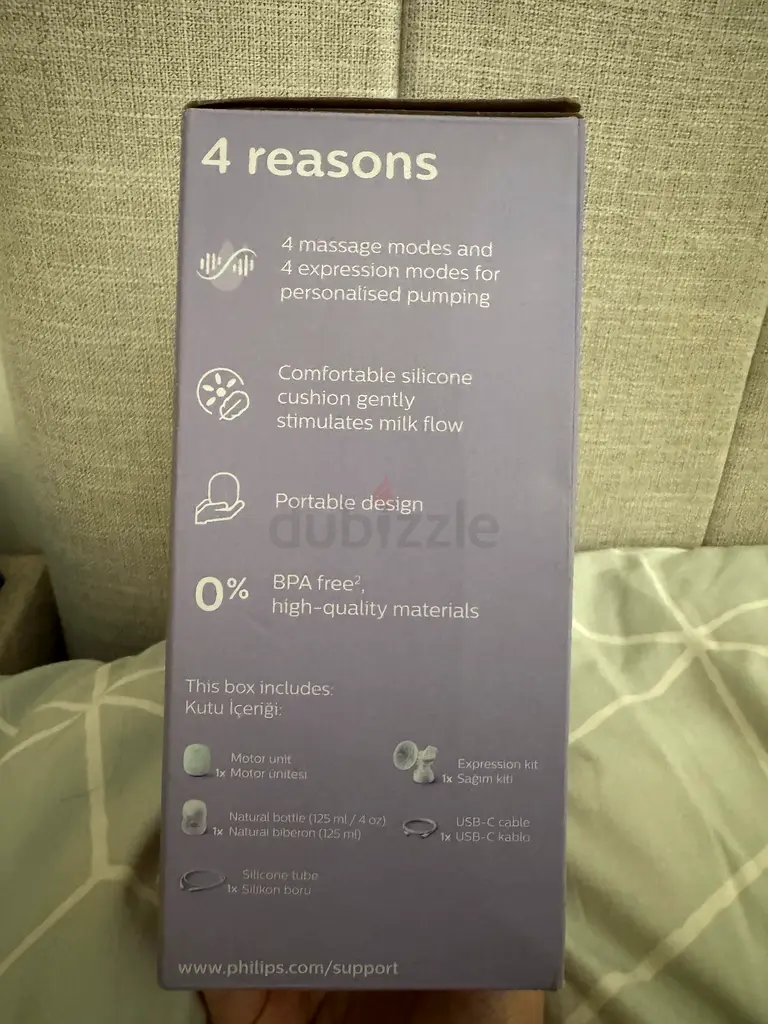 4 reasons
4 massage modes and
4 expression modes for
personalised pumping
Comfortable silicone
cushion gently
stimulates milk flow
Portable design
dubizzle
0%
BPA free²,
high-quality materials
This box includes:
Kutu İçeriği:
Motor unit
1x Motor ünitesi
Expression kit
1x Sağım kiti
Natural bottle (125 ml / 4 oz)
1x Natural biberon (125 ml)
USB-C cable
1x USB-C kablo
Silicone tube
1x Silikon boru
www.philips.com/support